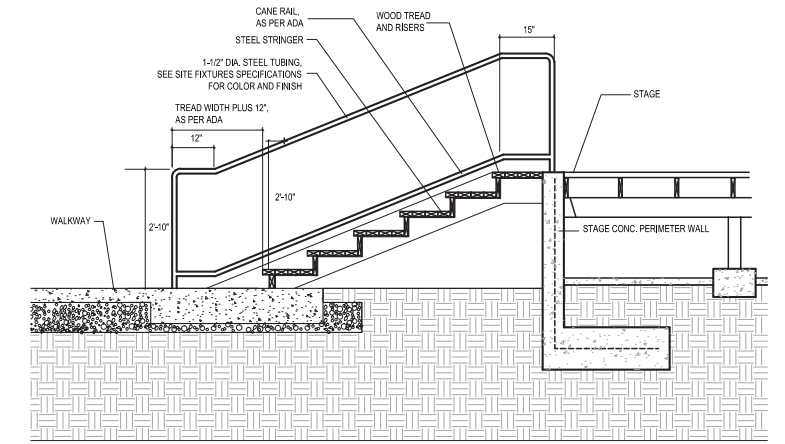 CANE RAIL,
AS PER ADA
WOOD TREAD
AND RISERS
15"
STEEL STRINGER
1-1/2" DIA. STEEL TUBING,
SEE SITE FIXTURES SPECIFICATIONS
FOR COLOR AND FINISH
STAGE
TREAD WIDTH PLUS 12",
AS PER ADA
12"
2'-10"
2'-10"
WALKWAY
STAGE CONC. PERIMETER WALL